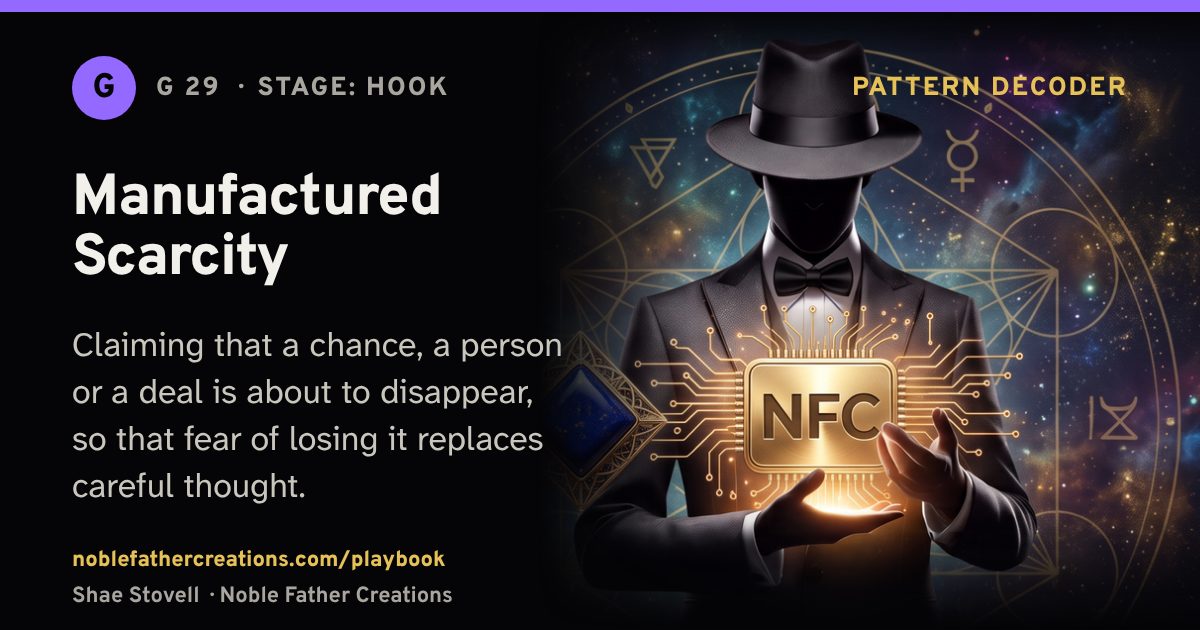 G
G 29 · STAGE: HOOK
PATTERN DECODER
Manufactured
Scarcity
Claiming that a chance, a person
or a deal is about to disappear,
so that fear of losing it replaces
careful thought.
NFC
noblefathercreations.com/playbook
Shae Stovell · Noble Father Creations